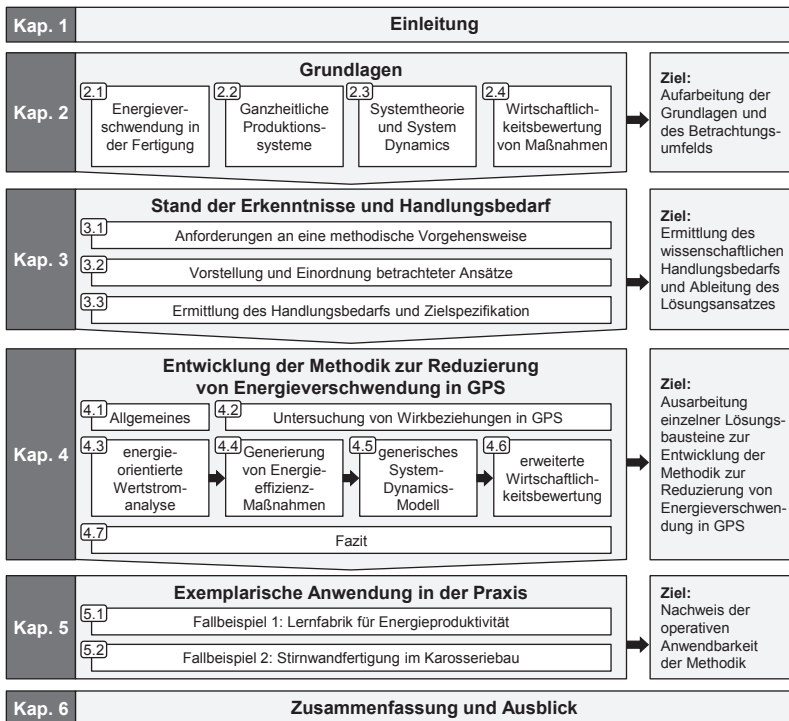 Kap. 1
Einleitung
Kap. 2
Grundlagen
2.1
Energiever-
schwendung in
der Fertigung
2.2
Ganzheitliche
Produktions-
systeme
2.3
Systemtheorie
und System
Dynamics
2.4
Wirtschaftlich-
keitsbewertung
von Maßnahmen
Ziel:
Aufarbeitung der
Grundlagen und
des Betrachtungs-
umfelds
Kap. 3
Stand der Erkenntnisse und Handlungsbedarf
3.1
Anforderungen an eine methodische Vorgehensweise
3.2
Vorstellung und Einordnung betrachteter Ansätze
3.3
Ermittlung des Handlungsbedarfs und Zielspezifikation
Ziel:
Ermittlung des
wissenschaftlichen
Handlungsbedarfs
und Ableitung des
Lösungsansatzes
Kap. 4
Entwicklung der Methodik zur Reduzierung
von Energieverschwendung in GPS
4.1
Allgemeines
4.2
Untersuchung von Wirkbeziehungen in GPS
4.3
energie-
orientierte
Wertstrom-
analyse
4.4
Generierung
von Energie-
effizienz-
Maßnahmen
4.5
generisches
System-
Dynamics-
Modell
4.6
erweiterte
Wirtschaftlich-
keitsbewertung
4.7
Fazit
Ziel:
Ausarbeitung
einzelner Lösungs-
bausteine zur
Entwicklung der
Methodik zur
Reduzierung von
Energieverschwen-
dung in GPS
Kap. 5
Exemplarische Anwendung in der Praxis
5.1
Fallbeispiel 1: Lernfabrik für Energieproduktivität
5.2
Fallbeispiel 2: Stirnwandfertigung im Karosseriebau
Ziel:
Nachweis der
operativen
Anwendbarkeit
der Methodik
Kap. 6
Zusammenfassung und Ausblick